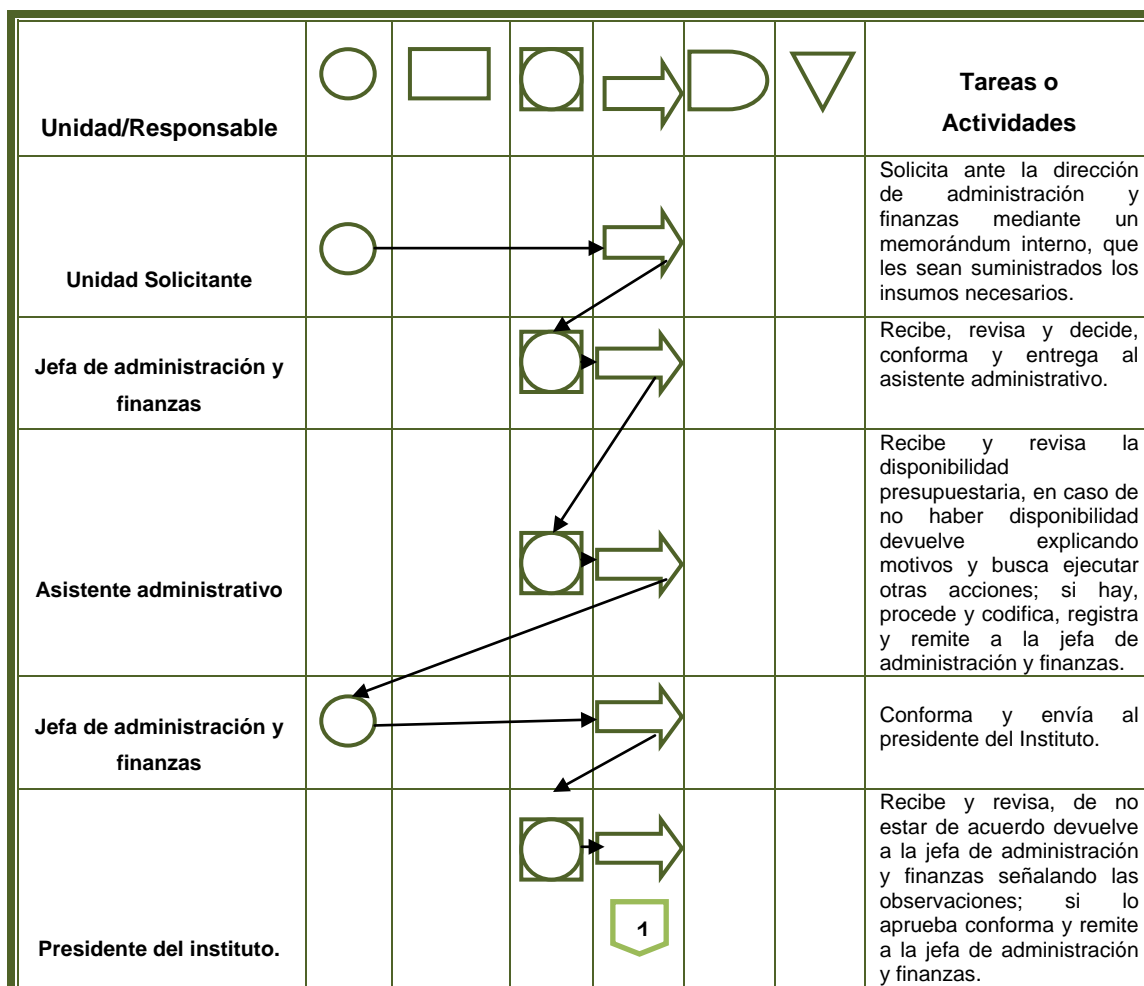 Unidad/Responsable
Tareas o
Actividades
Unidad Solicitante
Solicita ante la dirección
de administración y
finanzas mediante un
memorándum interno, que
les sean suministrados los
insumos necesarios.
Jefa de administración y
finanzas
Recibe, revisa y decide,
conforma y entrega al
asistente administrativo.
Asistente administrativo
Recibe y revisa la
disponibilidad
presupuestaria, en caso de
no haber disponibilidad
devuelve explicando
motivos y busca ejecutar
otras acciones; si hay,
procede y codifica, registra
y remite a la jefa de
administración y finanzas.
Jefa de administración y
finanzas
Conforma y envía al
presidente del Instituto.
Presidente del instituto.
1
Recibe y revisa, de no
estar de acuerdo devuelve
a la jefa de administración
y finanzas señalando las
observaciones; si lo
aprueba conforma y remite
a la jefa de administración
y finanzas.